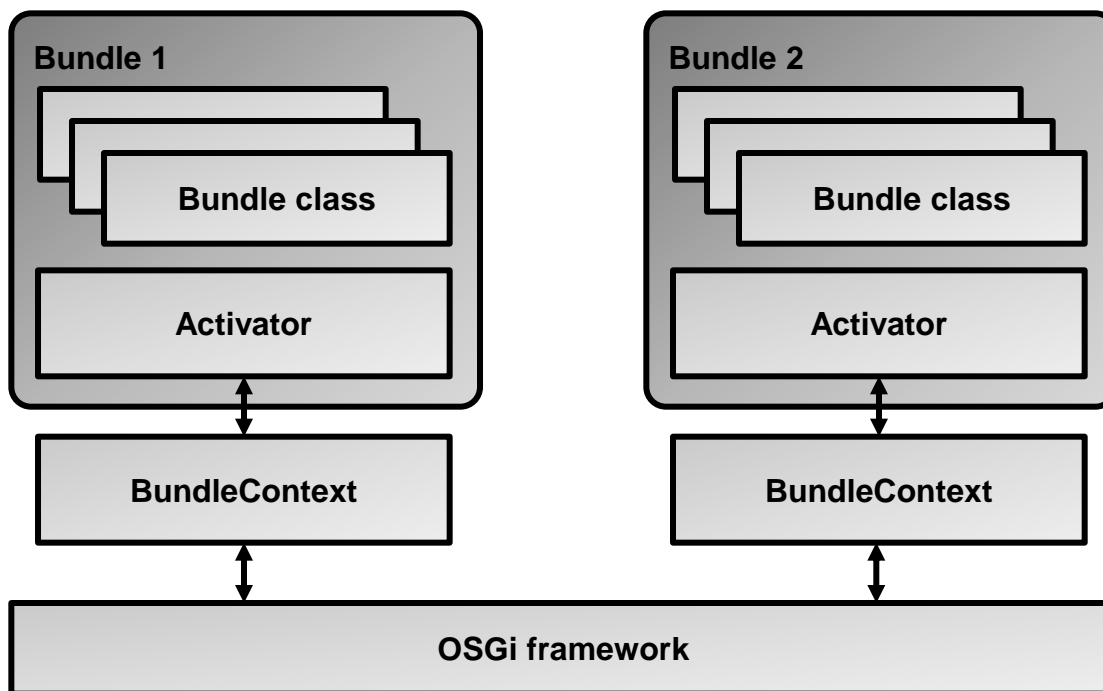 Bundle 1
Bundle class
Activator
BundleContext
Bundle 2
Bundle class
Activator
BundleContext
OSGi framework